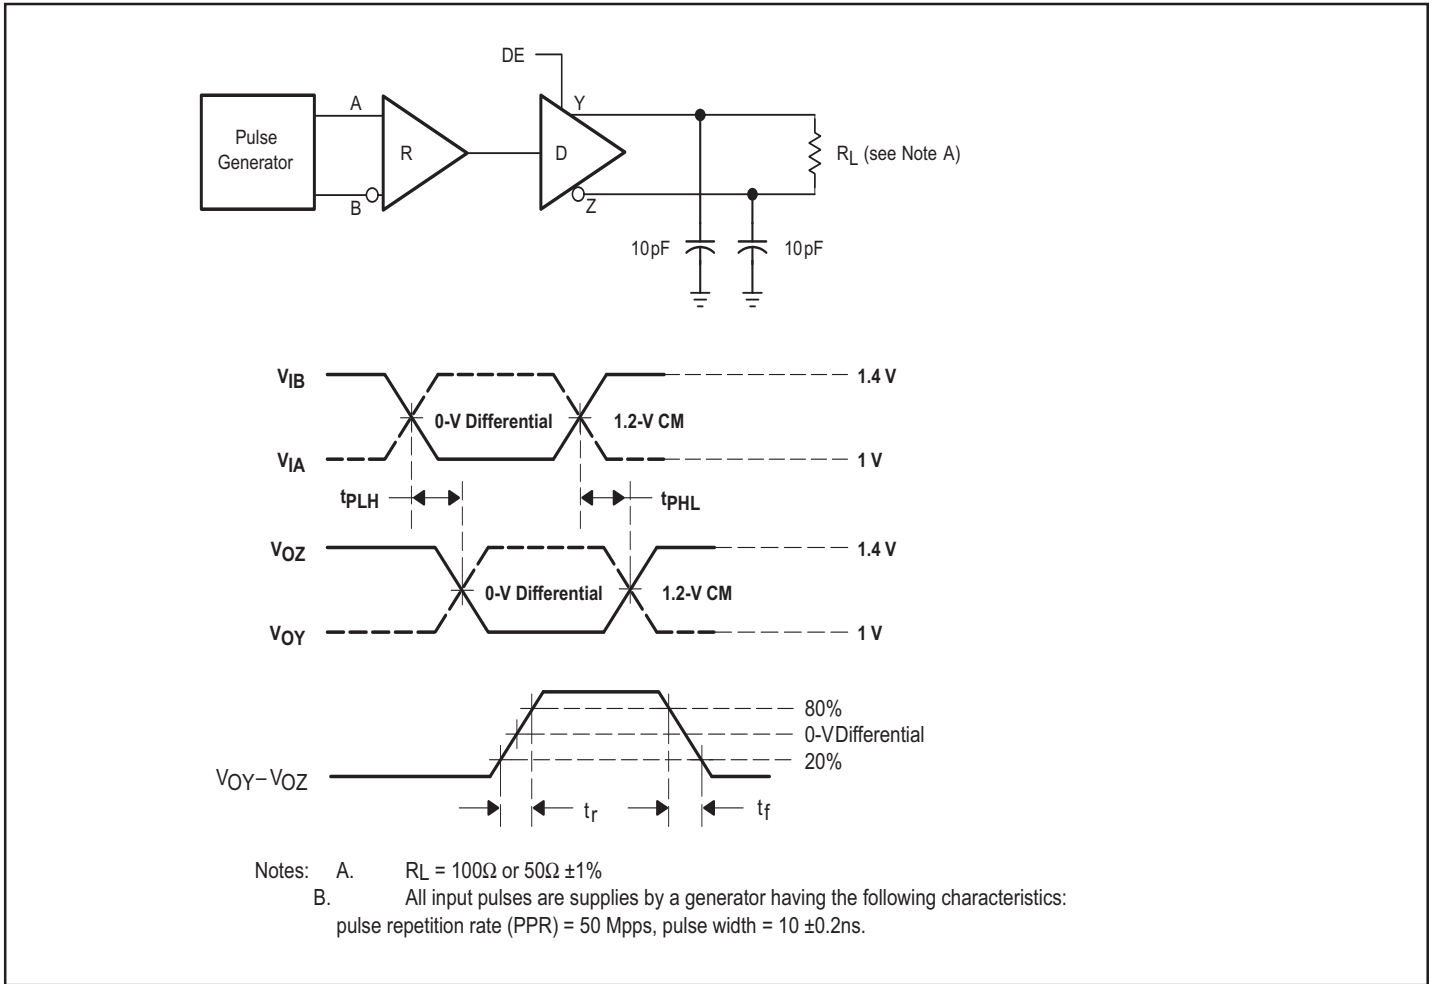 DE
A
Y
Pulse
Generator
R
D
RL (see Note A)
B
Z
10pF
10pF
VIB
1.4 V
0-V Differential
1.2-V CM
VIA
1 V
tPLH
tPHL
VOZ
1.4 V
0-V Differential
1.2-V CM
VOY
1 V
80%
0-VDifferential
20%
VOY–VOZ
tr
tf
Notes: A. RL = 100Ω or 50Ω ±1%
B. All input pulses are supplies by a generator having the following characteristics:
pulse repetition rate (PPR) = 50 Mpps, pulse width = 10 ±0.2ns.